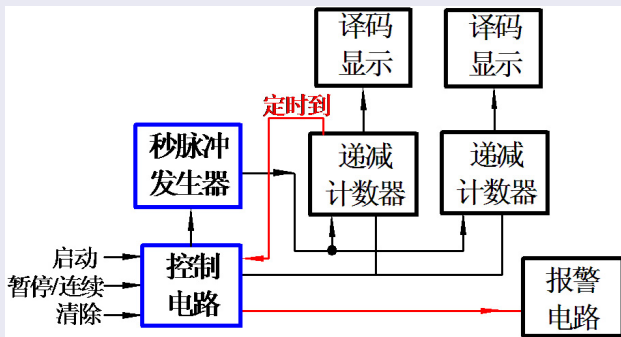 译码
显示
译码
显示
定时到
秒脉冲
发生器
递减
计数器
递减
计数器
启动
暂停/连续
清除
控制
电路
报警
电路